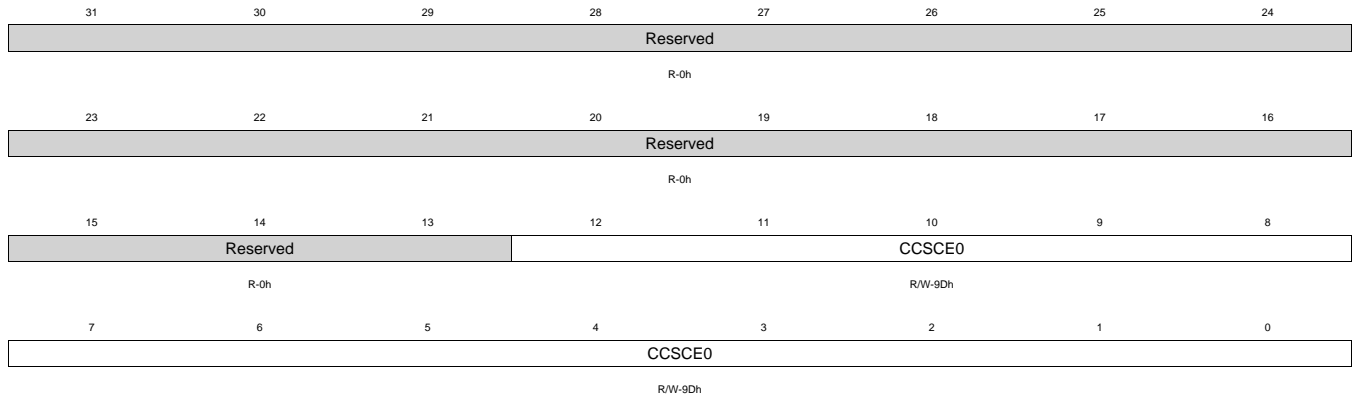 31 30 29 28 27 26 25 24
Reserved
R-0h
23 22 21 20 19 18 17 16
Reserved
R-0h
15 14 13 12 11 10 9 8
Reserved CCSCE0
R-0h R/W-9Dh
7 6 5 4 3 2 1 0
CCSCE0
R/W-9Dh